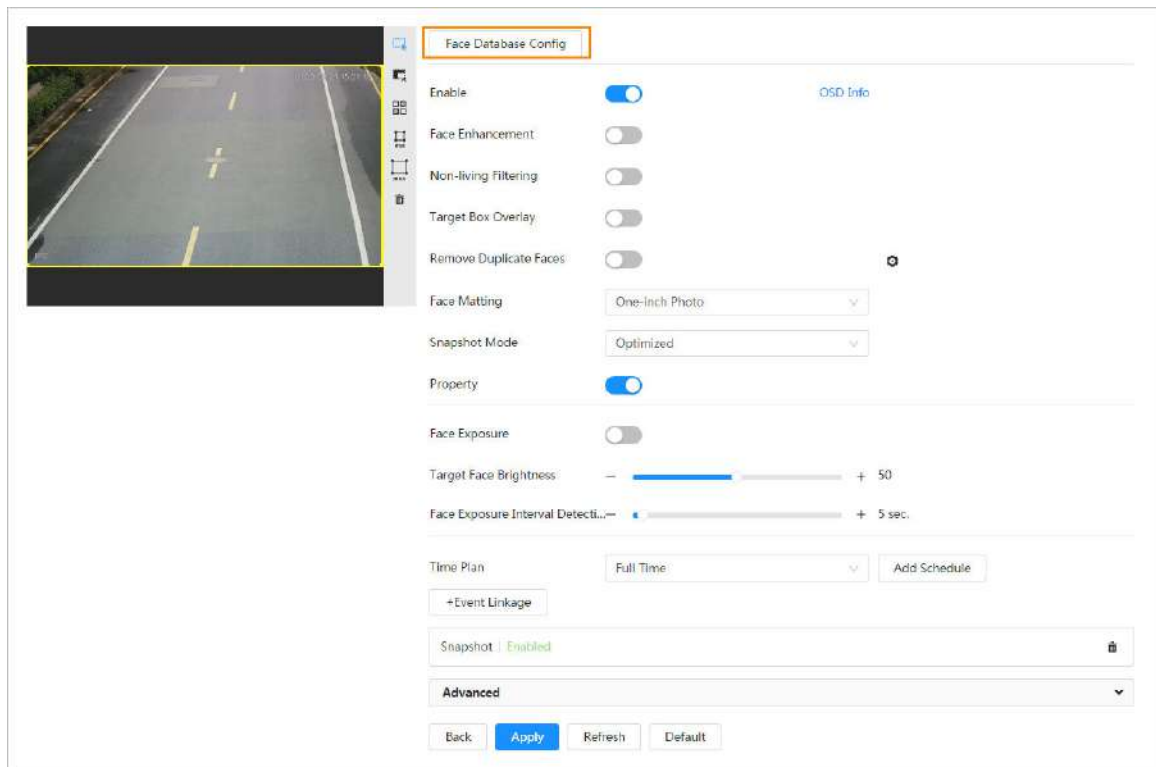 Face Database Config
Enable
OSD Info
Face Enhancement
Non-living Filtering
Target Box Overlay
Remove Duplicate Faces
Face Matting One-inch Photo
Snapshot Mode Optimized
Property
Face Exposure
Target Face Brightness − + 50
Face Exposure Interval Detecti... − + 5 sec.
Time Plan Full Time Add Schedule
+Event Linkage
Snapshot | Enabled
Advanced
Back Apply Refresh Default